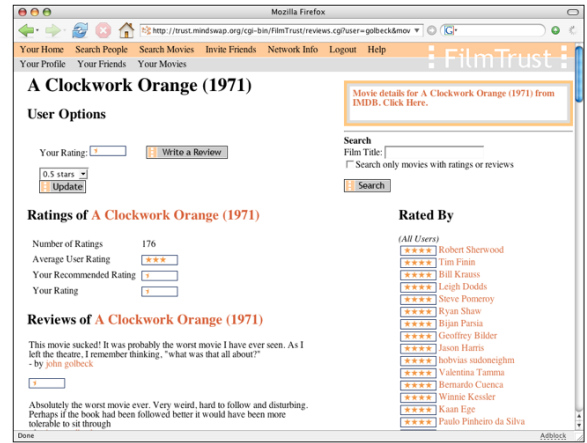 Mozilla Firefox
http://trust.mindswap.org/cgi-bin/FilmTrust/reviews.cgi?user=golbeck&mov
G
Your Home Search People Search Movies Invite Friends Network Info Logout Help
Your Profile Your Friends Your Movies
FilmTrust
A Clockwork Orange (1971)
User Options
Your Rating:
Write a Review
0.5 stars
Update
Movie details for A Clockwork Orange (1971) from
IMDB. Click Here.
Search
Film Title:
Search only movies with ratings or reviews
Search
Ratings of A Clockwork Orange (1971)
Number of Ratings 176
Average User Rating
Your Recommended Rating
Your Rating
Reviews of A Clockwork Orange (1971)
This movie sucked! It was probably the worst movie I have ever seen. As I
left the theatre, I remember thinking, "what was that all about?"
- by john golbeck
Absolutely the worst movie ever. Very weird, hard to follow and disturbing.
Perhaps if the book had been followed better it would have been more
tolerable to sit through
Rated By
(All Users)
Robert Sherwood
Tim Finin
Bill Krauss
Leigh Dodds
Steve Pomeroy
Ryan Shaw
Bijan Parsia
Geoffrey Bilder
Jason Harris
hobvias sudoneighm
Valentina Tamma
Bernardo Cuenca
Winnie Kessler
Kaan Ege
Paulo Pinheiro da Silva
Done
Adblock